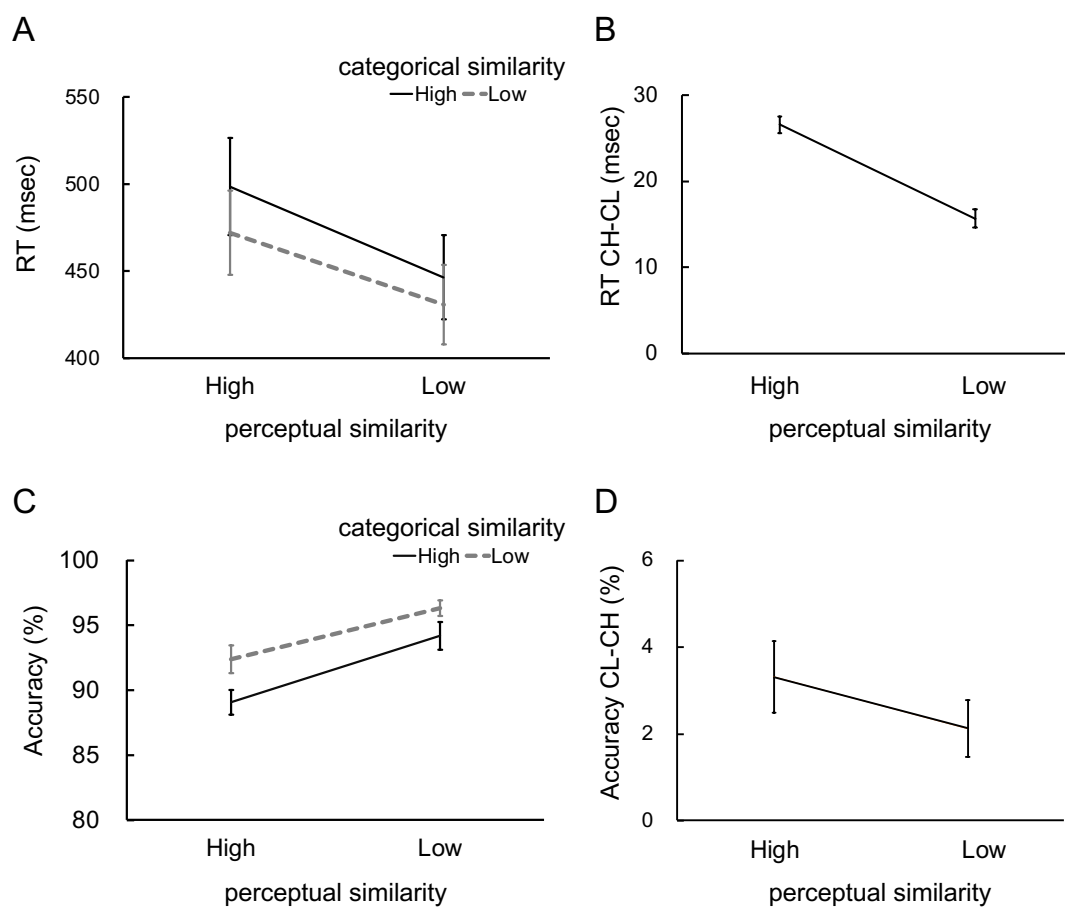 A
categorical similarity
High Low
550
500
450
400
RT (msec)
High Low
perceptual similarity
B
30
20
10
0
RT CH-CL (msec)
High Low
perceptual similarity
C
categorical similarity
High Low
100
95
90
85
80
Accuracy (%)
High Low
perceptual similarity
D
6
4
2
0
Accuracy CL-CH (%)
High Low
perceptual similarity